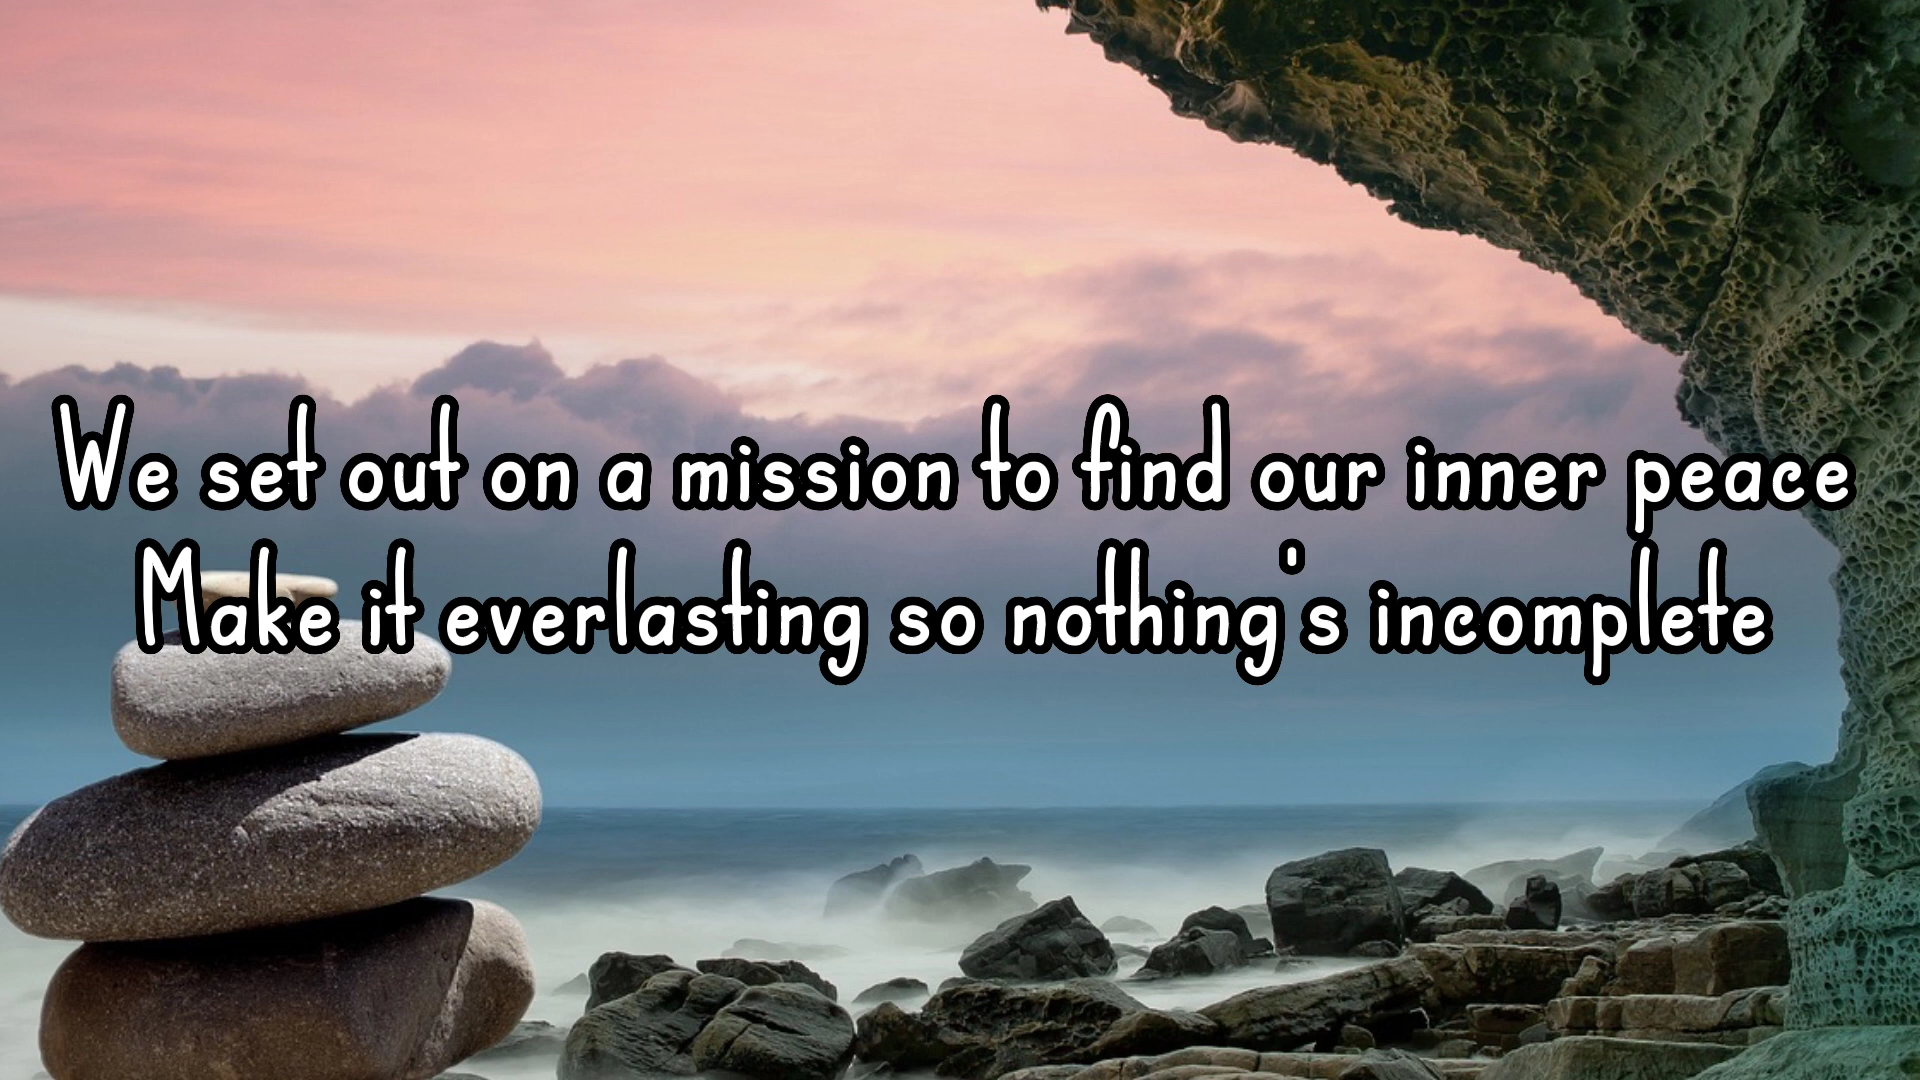 We set out on a mission to find our inner peace
Make it everlasting so nothing's incomplete